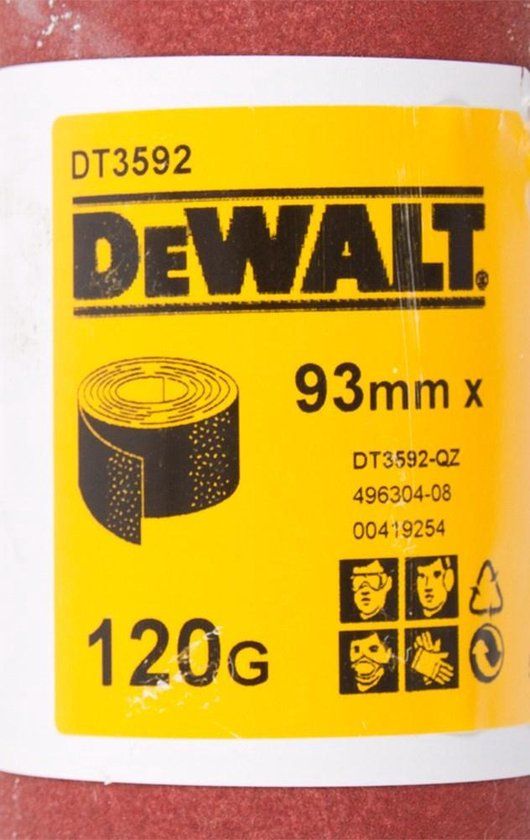 DT3592
DEWALT®
93mm x
DT3592-QZ
496304-08
00419254
120G